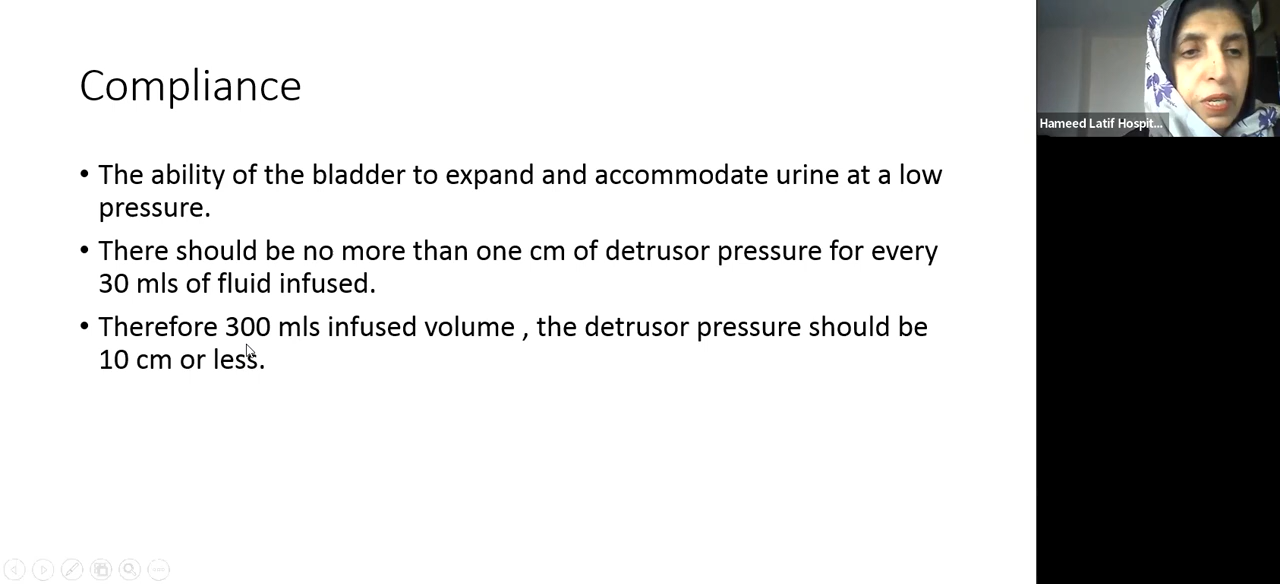 Compliance
• The ability of the bladder to expand and accommodate urine at a low
pressure.
• There should be no more than one cm of detrusor pressure for every
30 mls of fluid infused.
• Therefore 300 mls infused volume , the detrusor pressure should be
10 cm or less.
Hameed Latif Hospit...